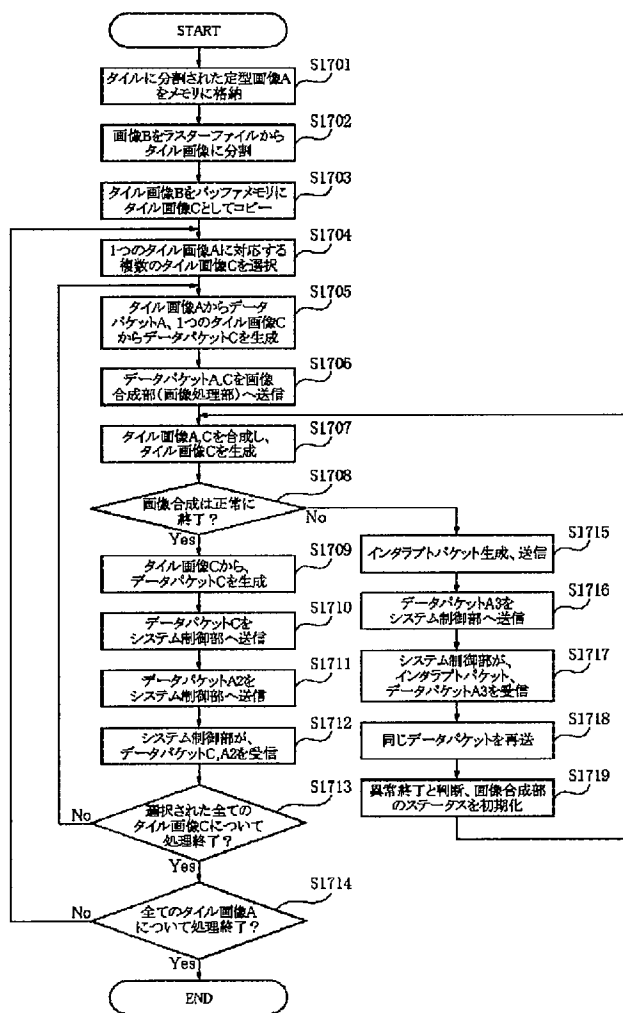 START
S1701
タイルに分割された定型画像A
をメモリに格納
S1702
画像Bをラスターファイルから
タイル画像に分割
S1703
タイル画像Bをバッファメモリに
タイル画像Cとしてコピー
S1704
1つのタイル画像Aに対応する
複数のタイル画像Cを選択
S1705
タイル画像Aからデータ
パケットA、1つのタイル画像C
からデータパケットCを生成
S1706
データパケットA,Cを画像
合成部(画像処理部)へ送信
S1707
タイル画像A,Cを合成し、
タイル画像Cを生成
S1708
画像合成は正常に
終了?
No
Yes
S1709
タイル画像Cから、
データパケットCを生成
S1710
データパケットCを
システム制御部へ送信
S1711
データパケットA2を
システム制御部へ送信
S1712
システム制御部が、
データパケットC,A2を受信
S1713
選択された全ての
タイル画像Cについて
処理終了?
No
Yes
S1714
全てのタイル画像A
について処理終了?
No
Yes
END
S1715
インタラプトパケット生成、送信
S1716
データパケットA3を
システム制御部へ送信
S1717
システム制御部が、
インタラプトパケット、
データパケットA3を受信
S1718
同じデータパケットを再送
S1719
異常終了と判断、画像合成部
のステータスを初期化